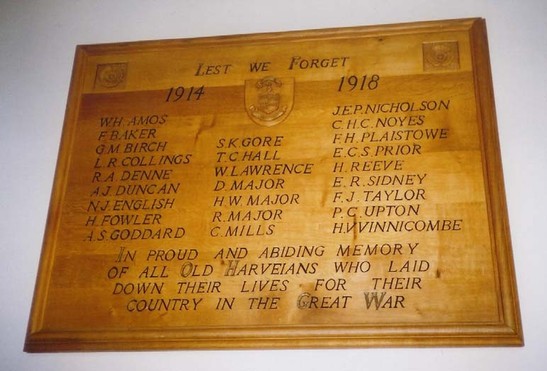 LEST WE FORGET
1914
1918
W.H. AMOS
F. BAKER
G.M. BIRCH
L.R. COLLINGS
R.A. DENNE
A.J. DUNCAN
N.J. ENGLISH
H. FOWLER
A.S. GODDARD
S.K. GORE
T.C. HALL
W. LAWRENCE
D. MAJOR
H.W. MAJOR
R. MAJOR
C. MILLS
J.E.P. NICHOLSON
C.H.C. NOYES
F.H. PLAISTOWE
E.C.S. PRIOR
H. REEVE
E.R. SIDNEY
F.J. TAYLOR
P.C. UPTON
H.V. VINNICOMBE
IN PROUD AND ABIDING MEMORY
OF ALL OLD HARVEIANS WHO LAID
DOWN THEIR LIVES FOR THEIR
COUNTRY IN THE GREAT WAR